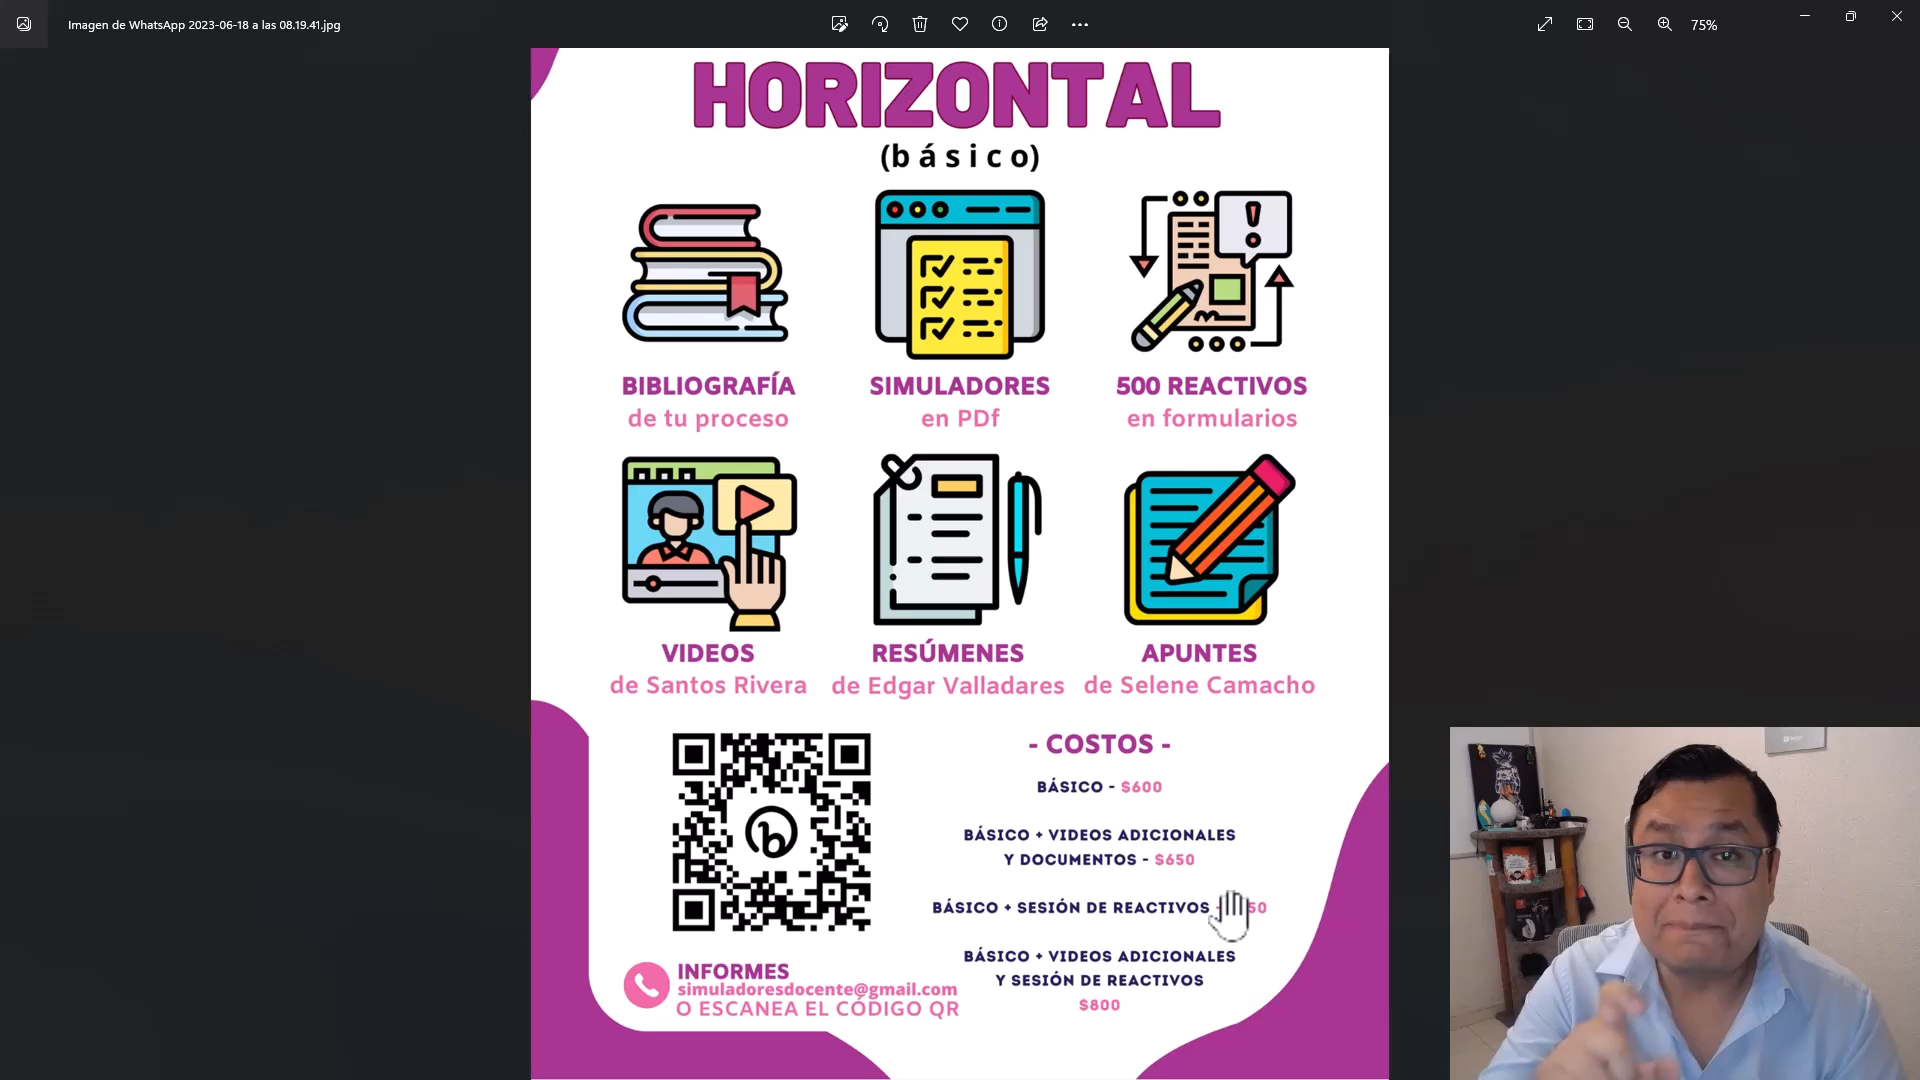 Imagen de WhatsApp 2023-06-18 a las 08.19.41.jpg
75%
HORIZONTAL
(básico)
BIBLIOGRAFÍA
de tu proceso
SIMULADORES
en PDf
500 REACTIVOS
en formularios
VIDEOS
de Santos Rivera
RESÚMENES
de Edgar Valladares
APUNTES
de Selene Camacho
- COSTOS -
BÁSICO - $600
BÁSICO + VIDEOS ADICIONALES
Y DOCUMENTOS - $650
BÁSICO + SESIÓN DE REACTIVOS
BÁSICO + VIDEOS ADICIONALES
Y SESIÓN DE REACTIVOS
$800
INFORMES
simuladoresdocente@gmail.com
O ESCANEA EL CÓDIGO QR